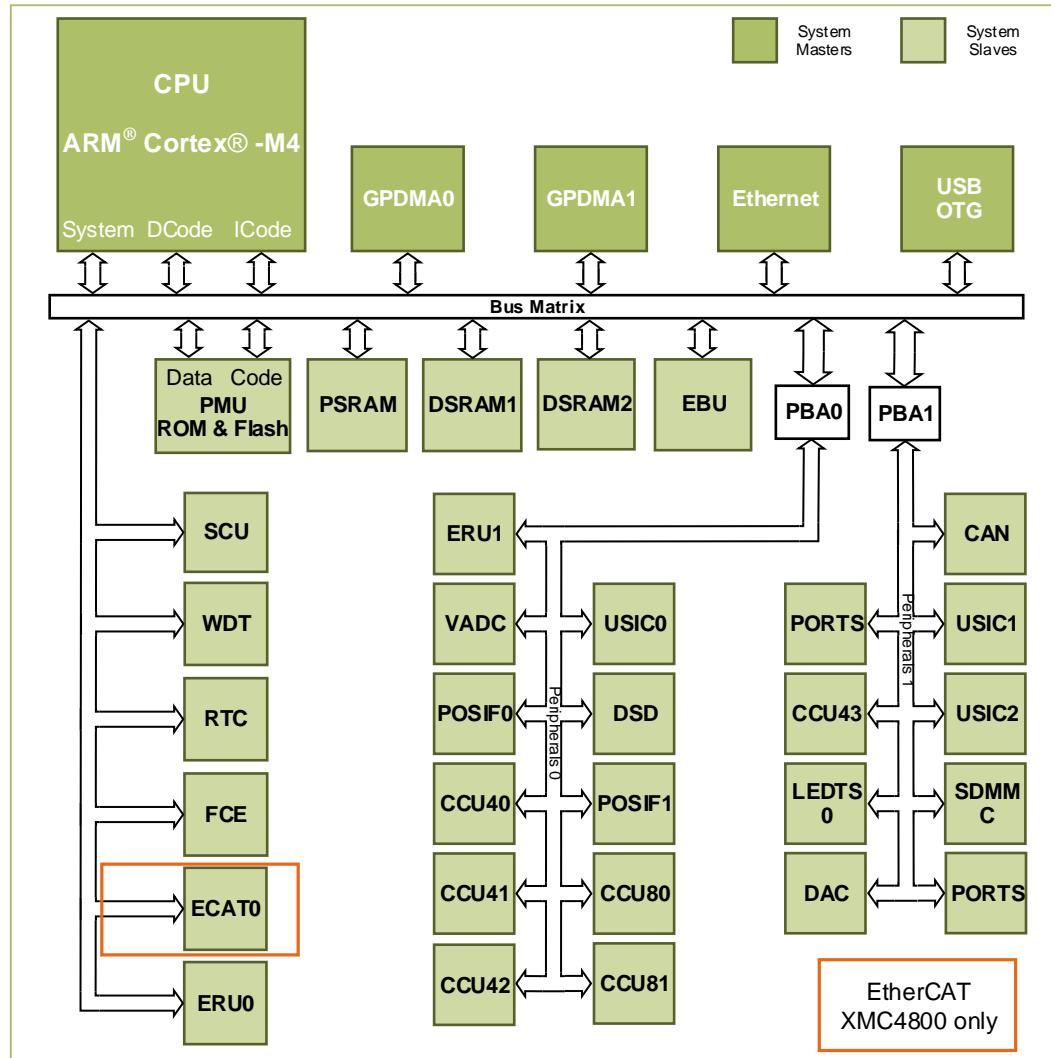 System
Masters
System
Slaves
CPU
ARM® Cortex® -M4
System DCode ICode
GPDMA0
GPDMA1
Ethernet
USB
OTG
Bus Matrix
Data Code
PMU
ROM & Flash
PSRAM
DSRAM1
DSRAM2
EBU
PBA0
PBA1
SCU
WDT
RTC
FCE
ECAT0
ERU0
ERU1
VADC
USIC0
POSIF0
DSD
Peripherals 0
CCU40
POSIF1
CCU41
CCU80
CCU42
CCU81
CAN
PORTS
USIC1
Peripherals 1
CCU43
USIC2
LEDTS
0
SDMM
C
DAC
PORTS
EtherCAT
XMC4800 only